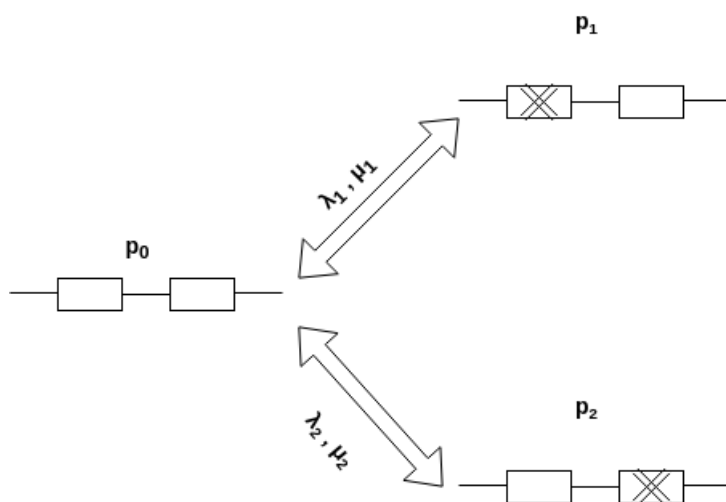 p₁
λ₁ , μ₁
p₀
λ₂ , μ₂
p₂